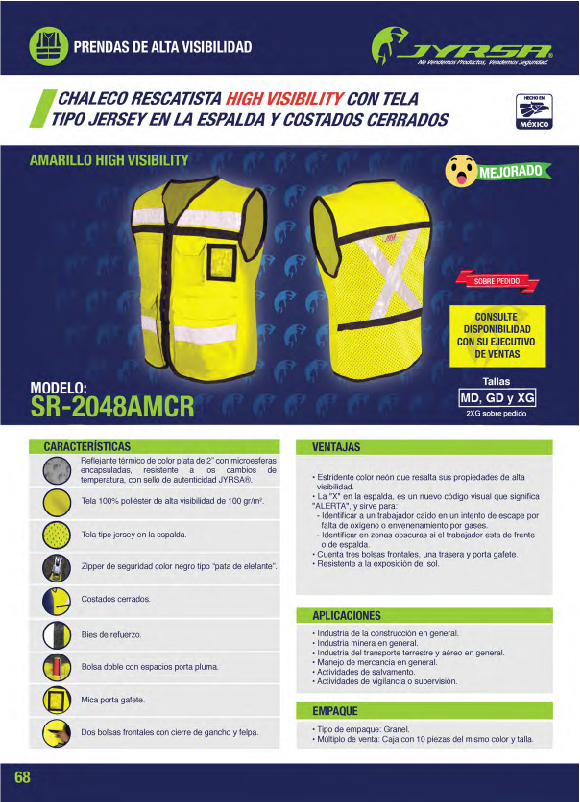 PRENDAS DE ALTA VISIBILIDAD
JYRSA®
No Vendemos Productos, Vendemos Seguridad.
CHALECO RESCATISTA HIGH VISIBILITY CON TELA
TIPO JERSEY EN LA ESPALDA Y COSTADOS CERRADOS
HECHO EN
MÉXICO
AMARILLO HIGH VISIBILITY
MEJORADO
SOBRE PEDIDO
CONSULTE
DISPONIBILIDAD
CON SU EJECUTIVO
DE VENTAS
MODELO:
SR-2048AMCR
Tallas
MD, GD y XG
2XG sobre pedido
CARACTERÍSTICAS
Reflejante térmico de color plata de 2" con microesferas
encapsuladas, resistente a os cambios de
temperatura, con sello de autenticidad JYRSA®.
Tela 100% poliéster de alta visibilidad de 100 gr/m².
Tela tipo jersey en la espalda.
Zipper de seguridad color negro tipo "pata de elefante".
Costados cerrados.
Bies de refuerzo.
Bolsa doble con espacios porta pluma.
Mica porta gafete.
Dos bolsas frontales con cierre de gancho y felpa.
VENTAJAS
• Estridente color neón que resalta sus propiedades de alta
visibilidad.
• La "X" en la espalda, es un nuevo código visual que significa
"ALERTA", y sirve para:
- Identificar a un trabajador caído en un intento de escape por
falta de oxígeno o envenenamiento por gases.
- Identificar en zonas obscuras si el trabajador esta de frente
o de espalda.
• Cuenta tres bolsas frontales, una trasera y porta gafete.
• Resistente a la exposición de sol.
APLICACIONES
• Industria de la construcción en general.
• Industria minera en general.
• Industria del transporte terrestre y aéreo en general.
• Manejo de mercancía en general.
• Actividades de salvamento.
• Actividades de vigilancia o supervisión.
EMPAQUE
• Tipo de empaque: Granel.
• Múltiplo de venta: Caja con 10 piezas del mismo color y talla.
68